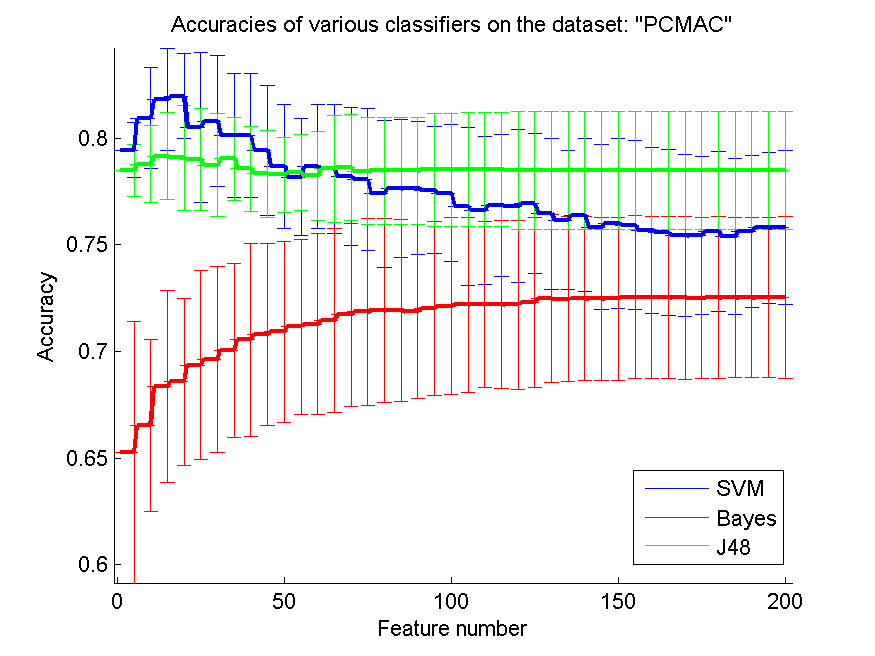 Accuracies of various classifiers on the dataset: "PCMAC"
0.8
0.75
0.7
0.65
0.6
Accuracy
SVM
Bayes
J48
0 50 100 150 200
Feature number